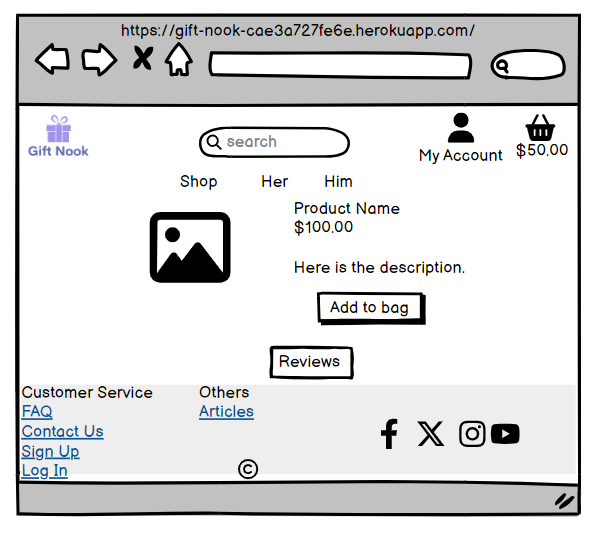 https://gift-nook-cae3a727fe6e.herokuapp.com/
Gift Nook
search
My Account
$50.00
Shop Her Him
Product Name
$100.00
Here is the description.
Add to bag
Reviews
Customer Service
FAQ
Contact Us
Sign Up
Log In
Others
Articles
©